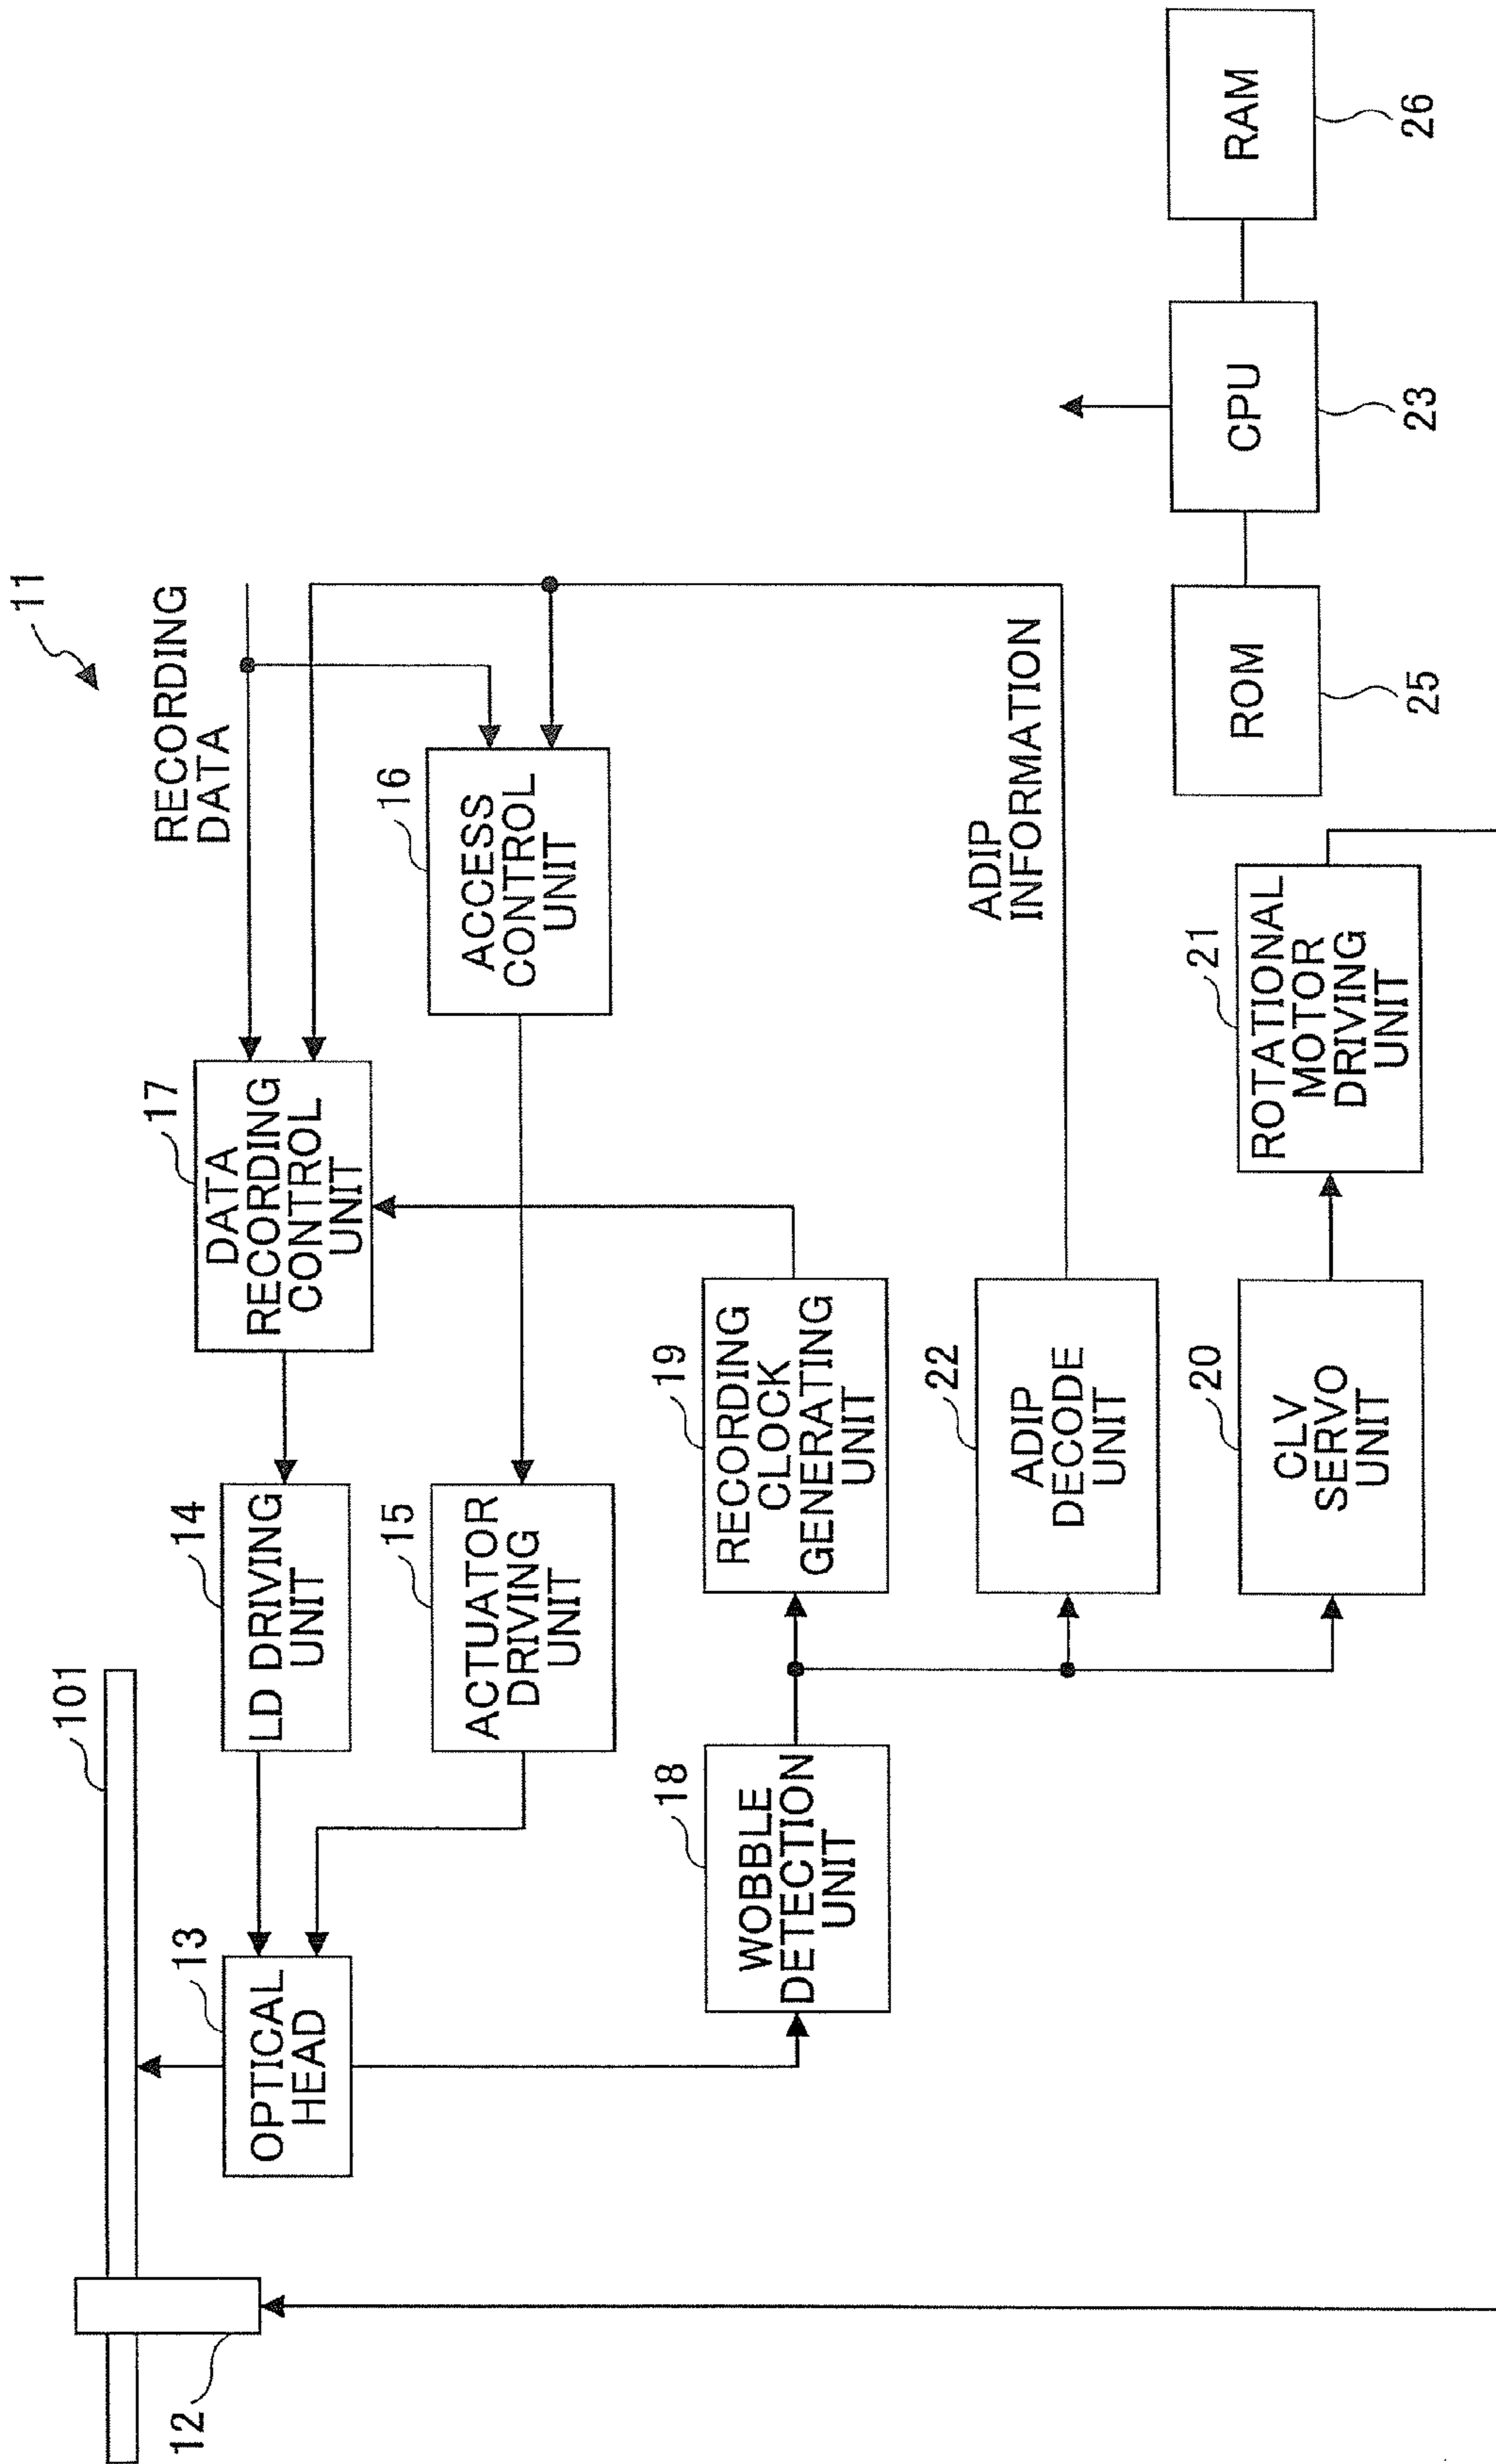 11
101
12
RECORDING
DATA
13
OPTICAL
HEAD
14
LD DRIVING
UNIT
17
DATA
RECORDING
CONTROL
UNIT
15
ACTUATOR
DRIVING
UNIT
16
ACCESS
CONTROL
UNIT
18
WOBBLE
DETECTION
UNIT
19
RECORDING
CLOCK
GENERATING
UNIT
22
ADIP
DECODE
UNIT
ADIP
INFORMATION
20
CLV
SERVO
UNIT
21
ROTATIONAL
MOTOR
DRIVING
UNIT
ROM
25
CPU
23
RAM
26